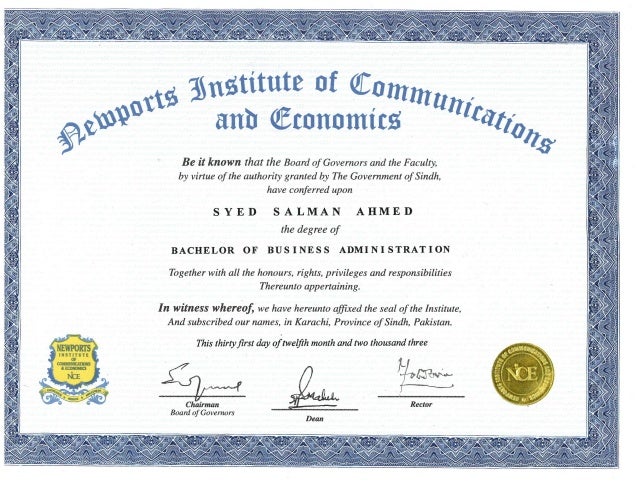 Newports Institute of Communications
and Economics
Be it known that the Board of Governors and the Faculty,
by virtue of the authority granted by The Government of Sindh,
have conferred upon
SYED SALMAN AHMED
the degree of
BACHELOR OF BUSINESS ADMINISTRATION
Together with all the honours, rights, privileges and responsibilities
Thereunto appertaining.
In witness whereof, we have hereunto affixed the seal of the Institute,
And subscribed our names, in Karachi, Province of Sindh, Pakistan.
This thirty first day of twelfth month and two thousand three
NEWPORTS
INSTITUTE
OF
COMMUNICATIONS
& ECONOMICS
NCE
NCE
Chairman
Board of Governors
Dean
Rector